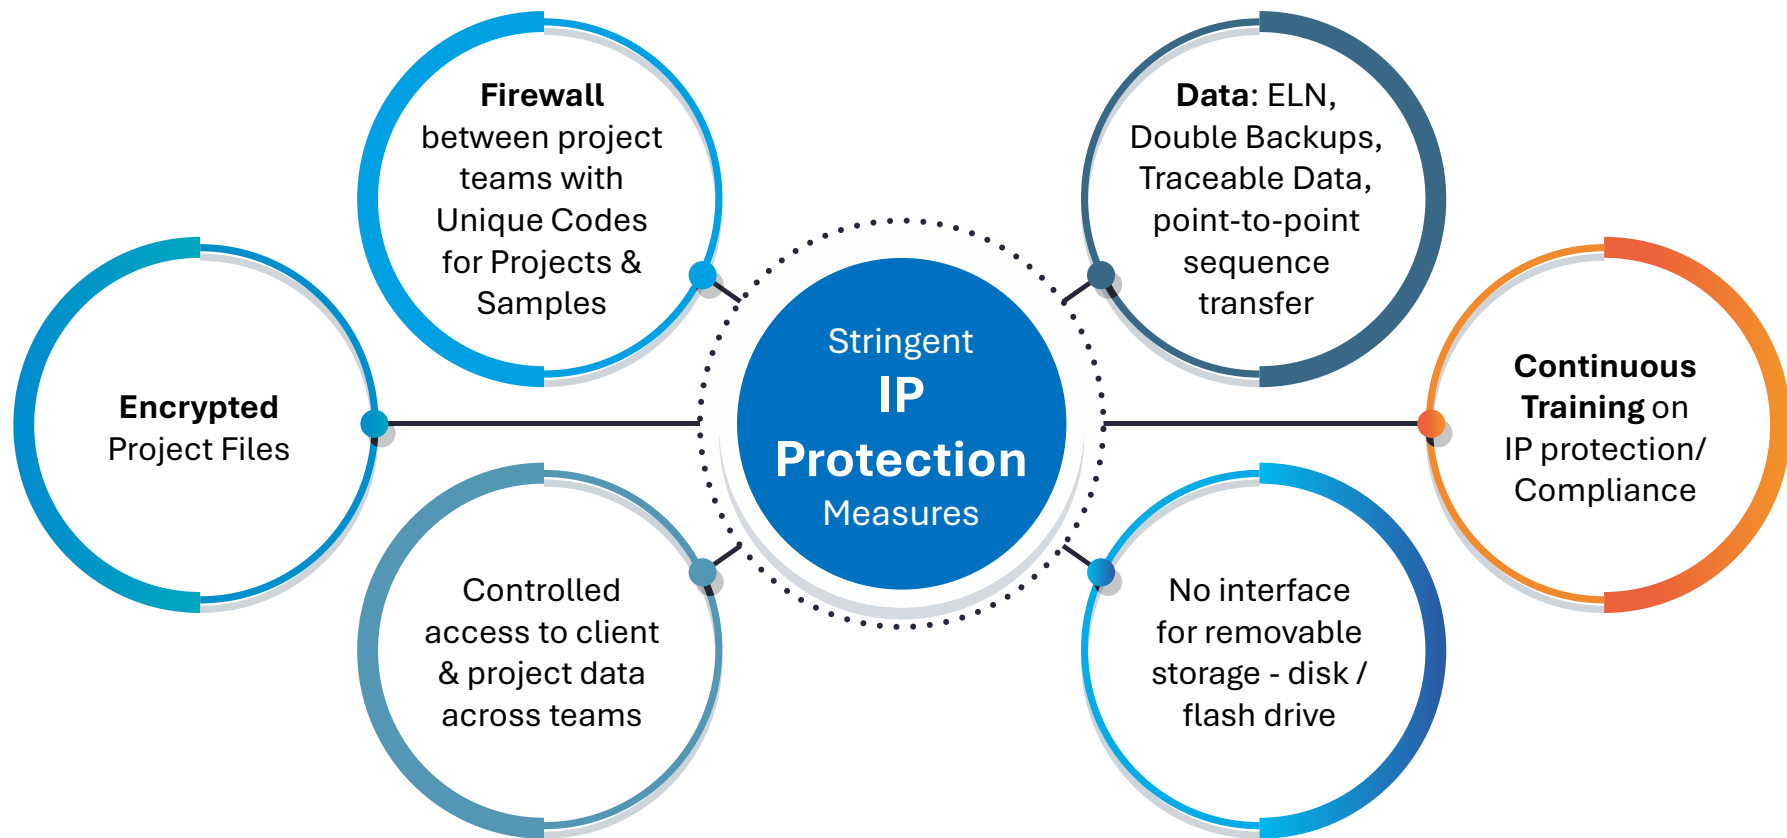 Firewall
between project
teams with
Unique Codes
for Projects &
Samples
Data: ELN,
Double Backups,
Traceable Data,
point-to-point
sequence
transfer
Encrypted
Project Files
Stringent
IP
Protection
Measures
Continuous
Training on
IP protection/
Compliance
Controlled
access to client
& project data
across teams
No interface
for removable
storage - disk /
flash drive